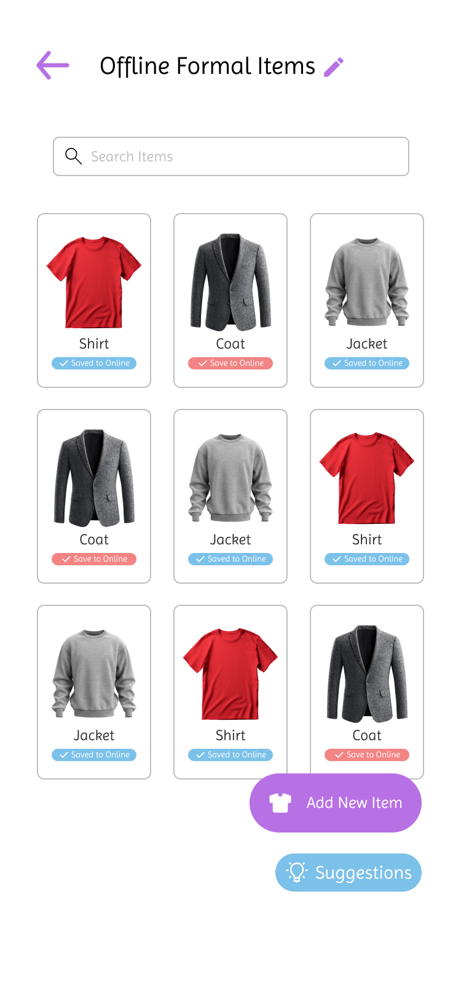 Offline Formal Items
Search Items
Shirt
Saved to Online
Coat
Save to Online
Jacket
Saved to Online
Coat
Save to Online
Jacket
Saved to Online
Shirt
Saved to Online
Jacket
Saved to Online
Shirt
Saved to Online
Coat
Save to Online
Add New Item
Suggestions